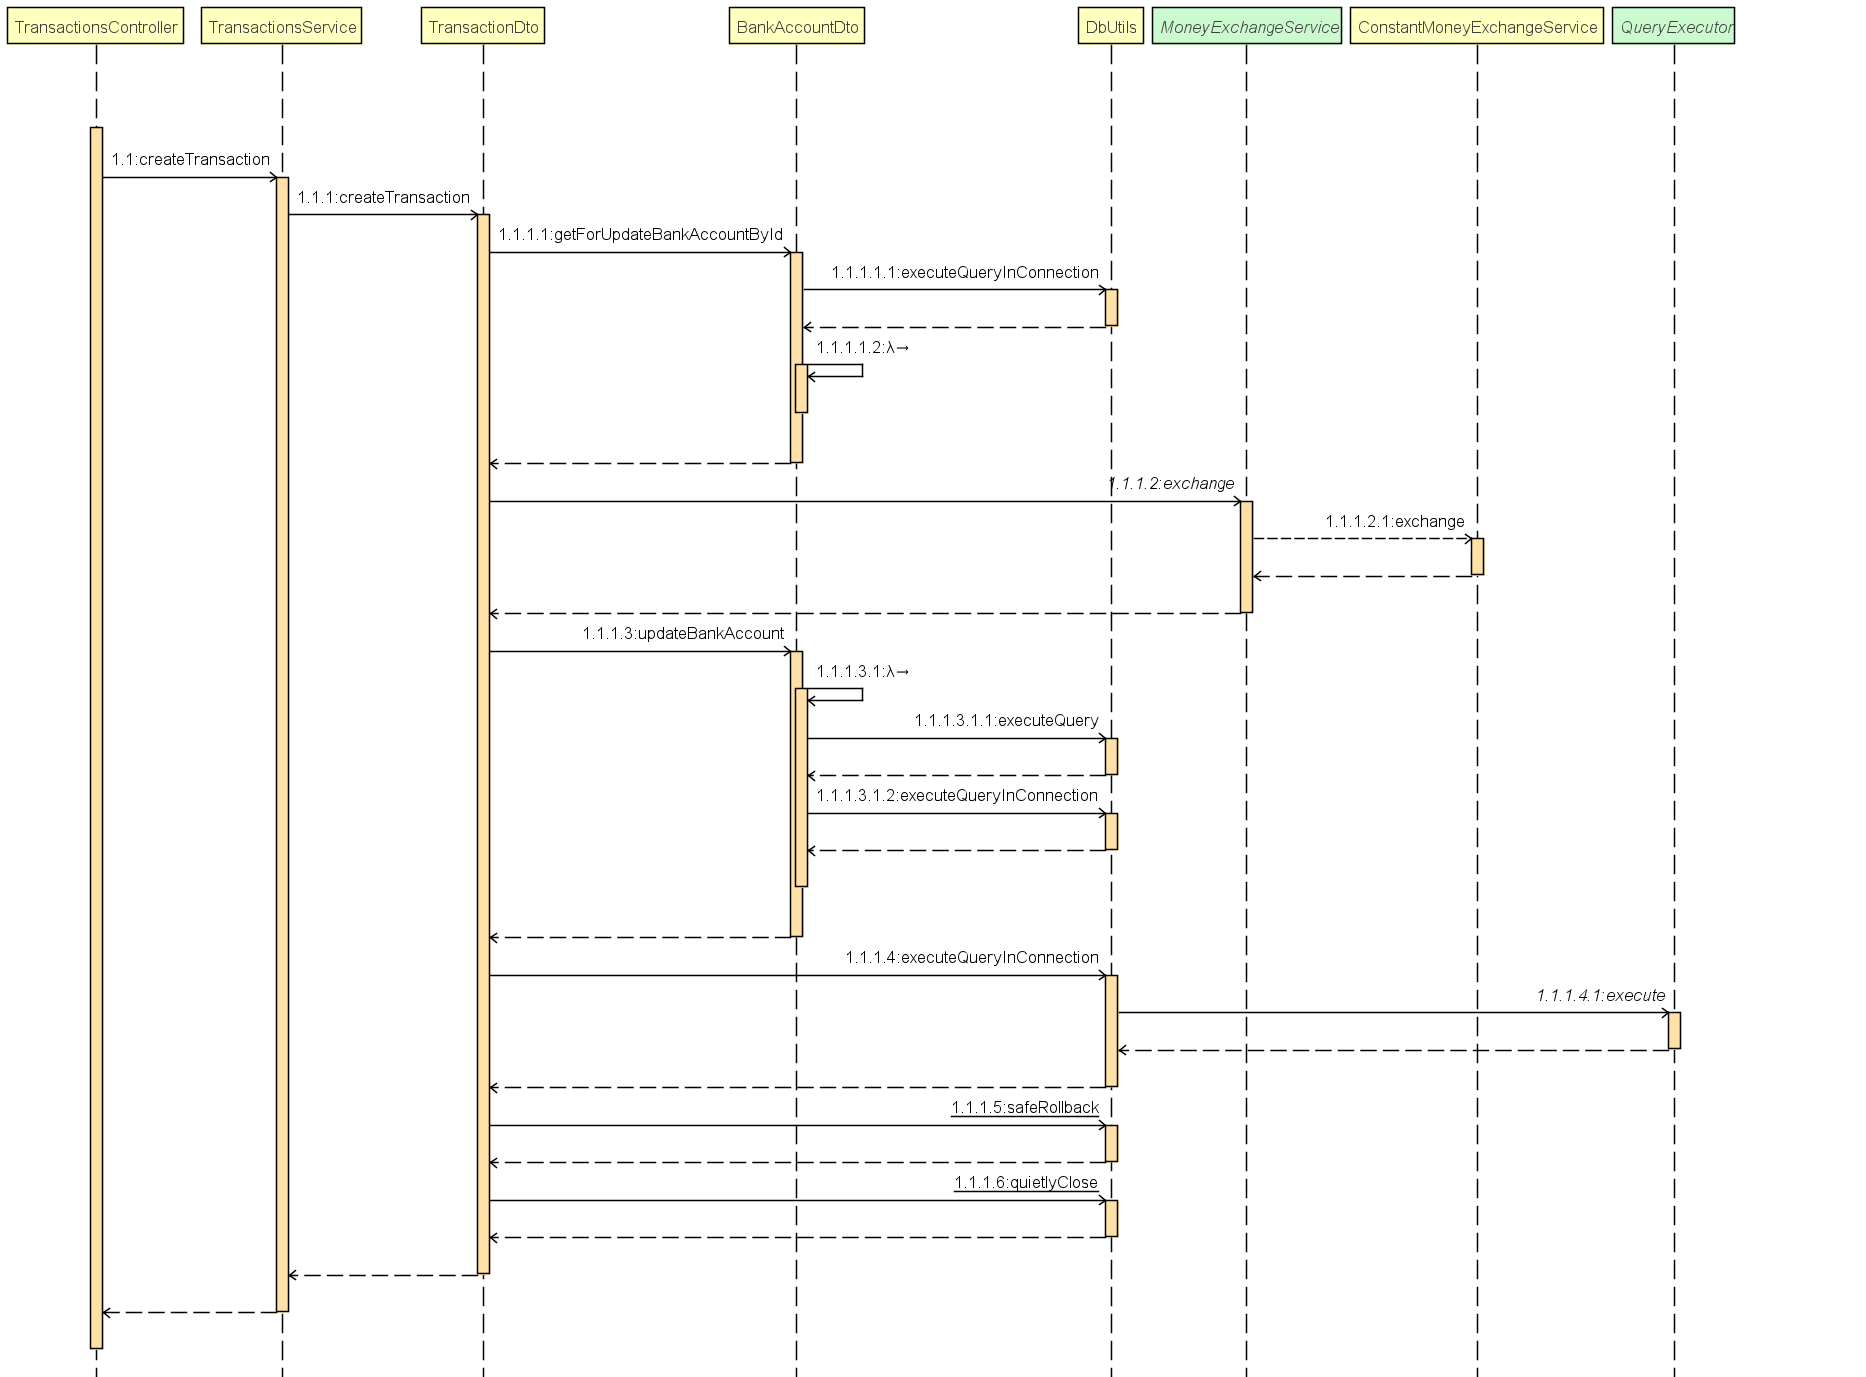 TransactionsController
TransactionsService
TransactionDto
BankAccountDto
DbUtils
MoneyExchangeService
ConstantMoneyExchangeService
QueryExecutor
1.1:createTransaction
1.1.1:createTransaction
1.1.1.1:getForUpdateBankAccountById
1.1.1.1.1:executeQueryInConnection
1.1.1.1.2:λ→
1.1.1.2:exchange
1.1.1.2.1:exchange
1.1.1.3:updateBankAccount
1.1.1.3.1:λ→
1.1.1.3.1.1:executeQuery
1.1.1.3.1.2:executeQueryInConnection
1.1.1.4:executeQueryInConnection
1.1.1.4.1:execute
1.1.1.5:safeRollback
1.1.1.6:quietlyClose